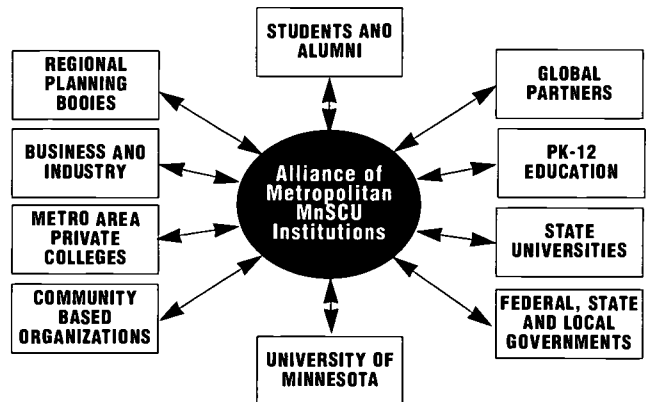 STUDENTS AND
ALUMNI
REGIONAL
PLANNING
BODIES
GLOBAL
PARTNERS
BUSINESS AND
INDUSTRY
Alliance of
Metropolitan
MnSCU
Institutions
PK-12
EDUCATION
METRO AREA
PRIVATE
COLLEGES
STATE
UNIVERSITIES
COMMUNITY
BASED
ORGANIZATIONS
FEDERAL, STATE
AND LOCAL
GOVERNMENTS
UNIVERSITY OF
MINNESOTA